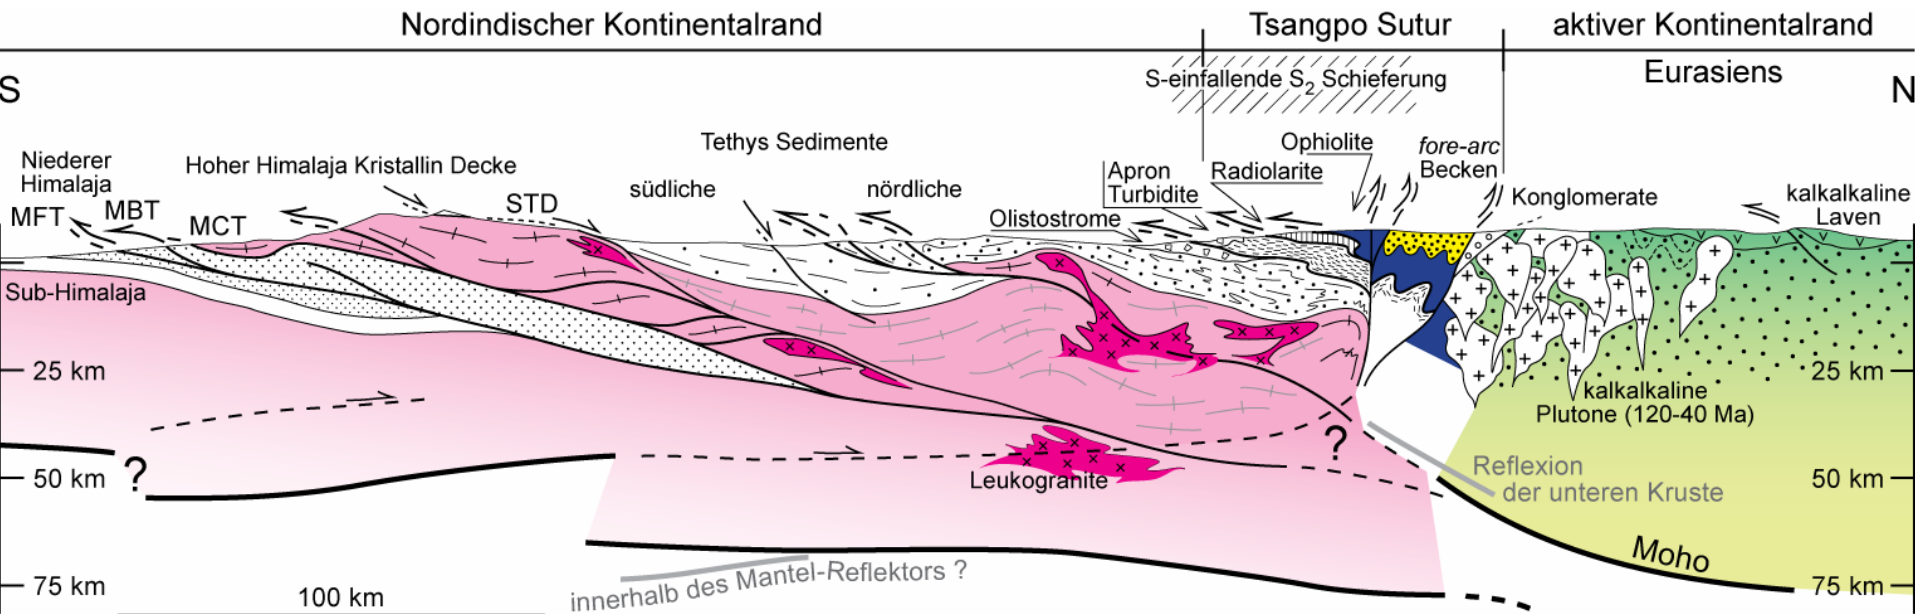 Nordindischer Kontinentalrand
Tsangpo Sutur
aktiver Kontinentalrand
Eurasiens
S
N
S-einfallende S2 Schieferung
Niederer
Himalaja
MFT
MBT
MCT
Hoher Himalaja Kristallin Decke
STD
Tethys Sedimente
südliche
nördliche
Olistostrome
Apron
Turbidite
Radiolarite
Ophiolite
fore-arc
Becken
Konglomerate
kalkalkaline
Laven
Sub-Himalaja
25 km
50 km
75 km
?
Leukogranite
?
kalkalkaline
Plutone (120-40 Ma)
Reflexion
der unteren Kruste
Moho
25 km
50 km
75 km
innerhalb des Mantel-Reflektors ?
100 km